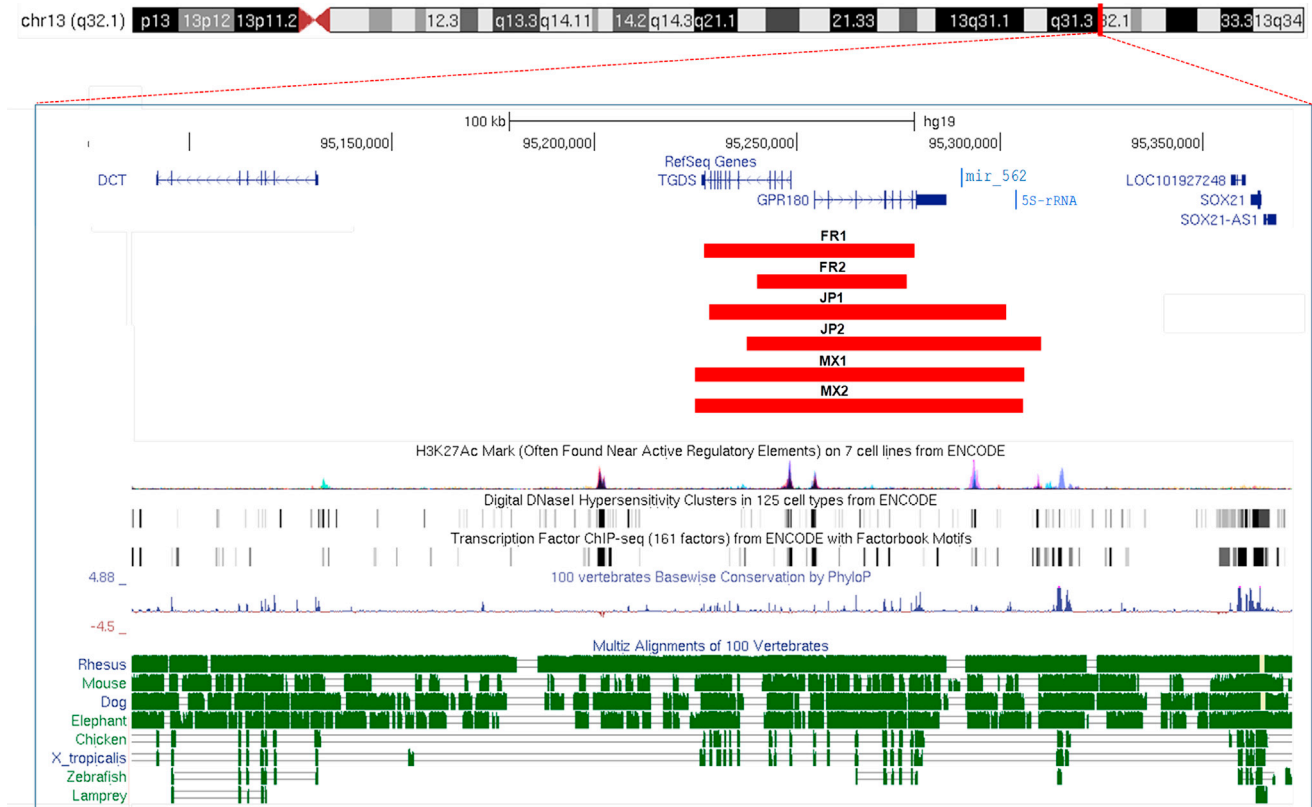 chr13 (q32.1) p13 13p12 13p11.2 12.3 q13.3 q14.11 14.2 q14.3 q21.1 21.33 13q31.1 q31.3 32.1 33.3 13q34
100 kb hg19
95,150,000 95,200,000 95,250,000 95,300,000 95,350,000
RefSeq Genes
DCT TGDS mir_562 LOC101927248
GPR180 5S-rRNA SOX21
SOX21-AS1
FR1
FR2
JP1
JP2
MX1
MX2
H3K27Ac Mark (Often Found Near Active Regulatory Elements) on 7 cell lines from ENCODE
Digital DNaseI Hypersensitivity Clusters in 125 cell types from ENCODE
Transcription Factor ChIP-seq (161 factors) from ENCODE with Factorbook Motifs
4.88 _ 100 vertebrates Basewise Conservation by PhyloP
-4.5 _
Multiz Alignments of 100 Vertebrates
Rhesus
Mouse
Dog
Elephant
Chicken
X_tropicalis
Zebrafish
Lamprey